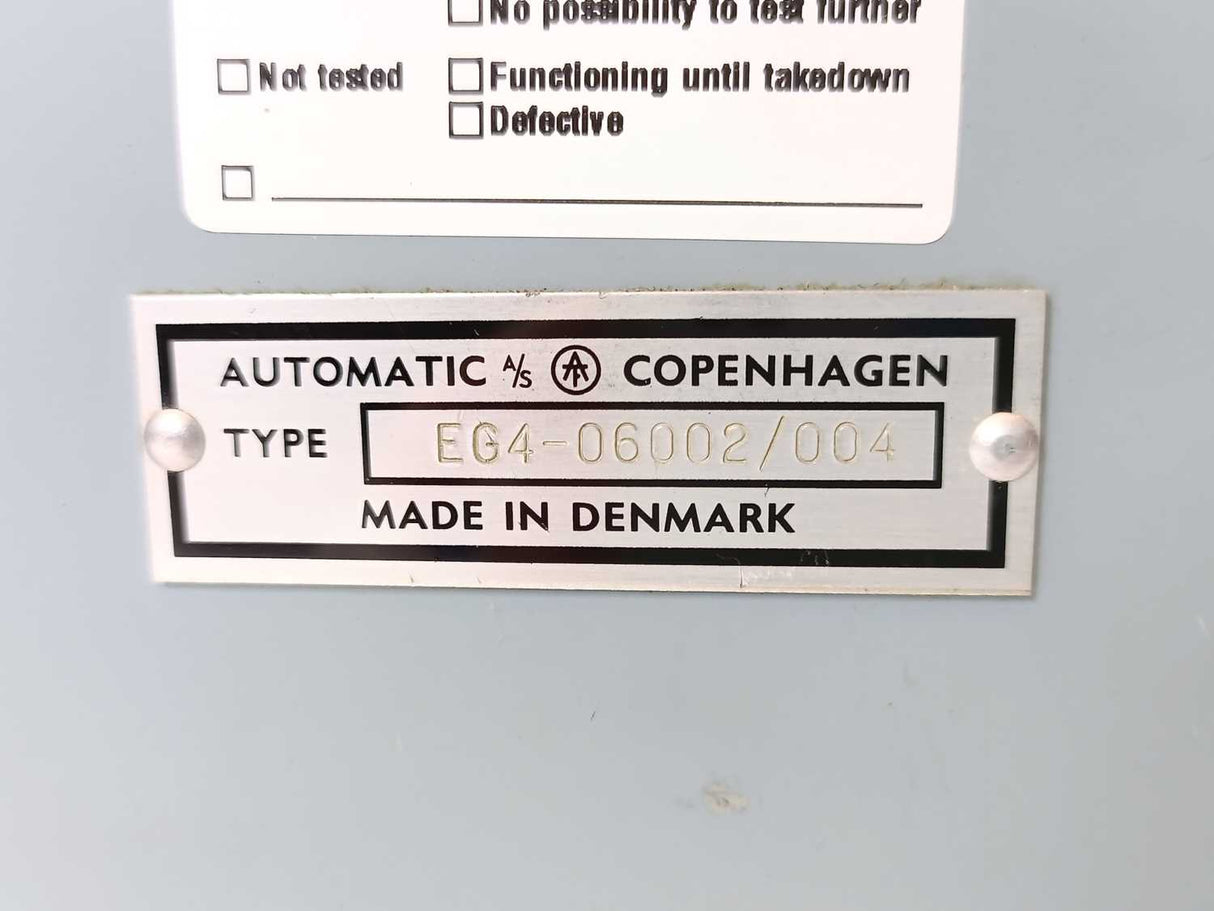 No possibility to test further
Not tested Functioning until takedown
Defective
AUTOMATIC A/S COPENHAGEN
TYPE EG4-06002/004
MADE IN DENMARK